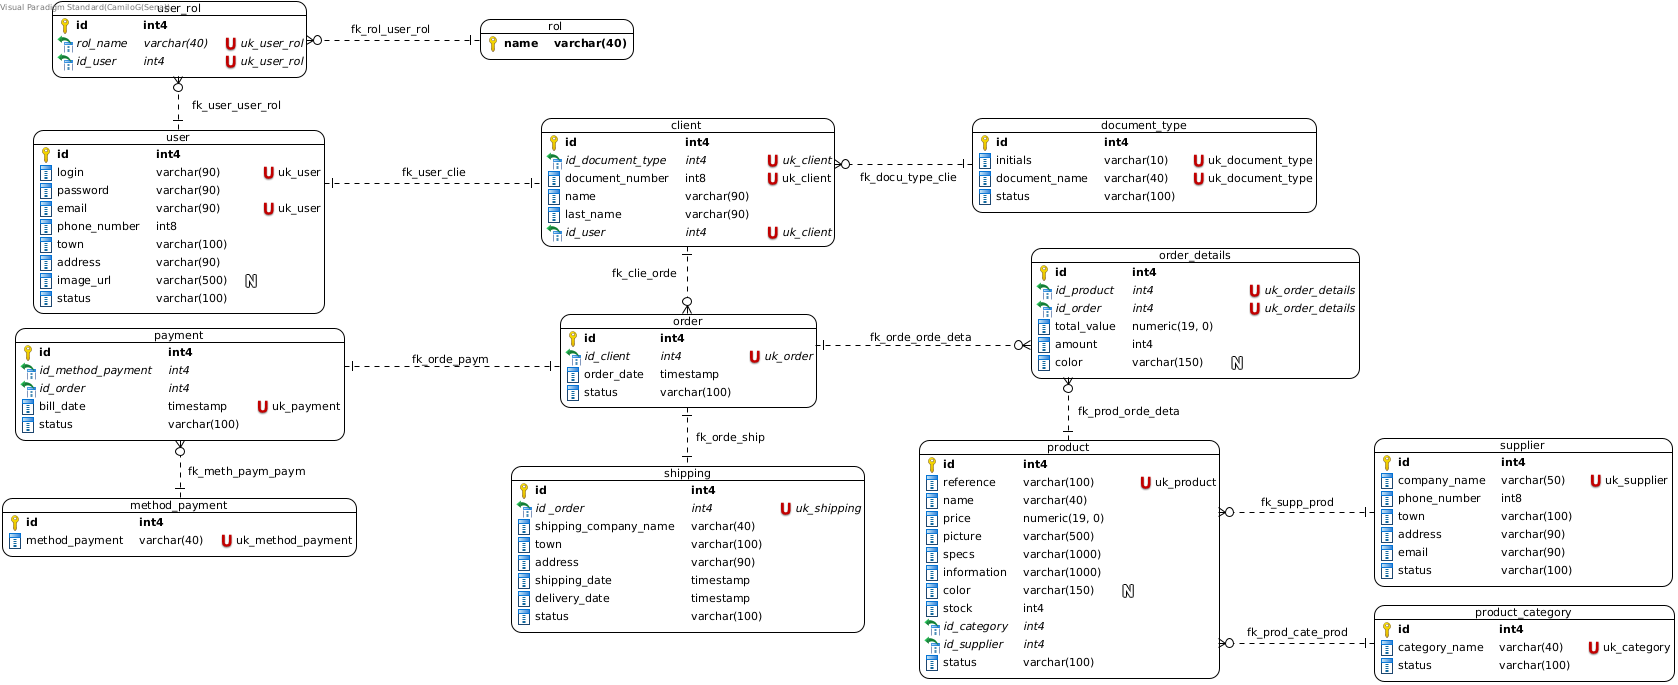 Visual Paradigm Standard(CamiloG(Sena))
user_rol
id int4
rol_name varchar(40) U uk_user_rol
id_user int4 U uk_user_rol
fk_rol_user_rol
rol
name varchar(40)
fk_user_user_rol
user
id int4
login varchar(90) U uk_user
password varchar(90)
email varchar(90) U uk_user
phone_number int8
town varchar(100)
address varchar(90)
image_url varchar(500) N
status varchar(100)
fk_user_clie
client
id int4
id_document_type int4 U uk_client
document_number int8 U uk_client
name varchar(90)
last_name varchar(90)
id_user int4 U uk_client
fk_docu_type_clie
document_type
id int4
initials varchar(10) U uk_document_type
document_name varchar(40) U uk_document_type
status varchar(100)
fk_clie_orde
order_details
id int4
id_product int4 U uk_order_details
id_order int4 U uk_order_details
total_value numeric(19, 0)
amount int4
color varchar(150) N
payment
id int4
id_method_payment int4
id_order int4
bill_date timestamp U uk_payment
status varchar(100)
fk_orde_paym
order
id int4
id_client int4 U uk_order
order_date timestamp
status varchar(100)
fk_orde_orde_deta
fk_meth_paym_paym
fk_orde_ship
fk_prod_orde_deta
method_payment
id int4
method_payment varchar(40) U uk_method_payment
shipping
id int4
id _order int4 U uk_shipping
shipping_company_name varchar(40)
town varchar(100)
address varchar(90)
shipping_date timestamp
delivery_date timestamp
status varchar(100)
product
id int4
reference varchar(100) U uk_product
name varchar(40)
price numeric(19, 0)
picture varchar(500)
specs varchar(1000)
information varchar(1000)
color varchar(150) N
stock int4
id_category int4
id_supplier int4
status varchar(100)
fk_supp_prod
supplier
id int4
company_name varchar(50) U uk_supplier
phone_number int8
town varchar(100)
address varchar(90)
email varchar(90)
status varchar(100)
fk_prod_cate_prod
product_category
id int4
category_name varchar(40) U uk_category
status varchar(100)